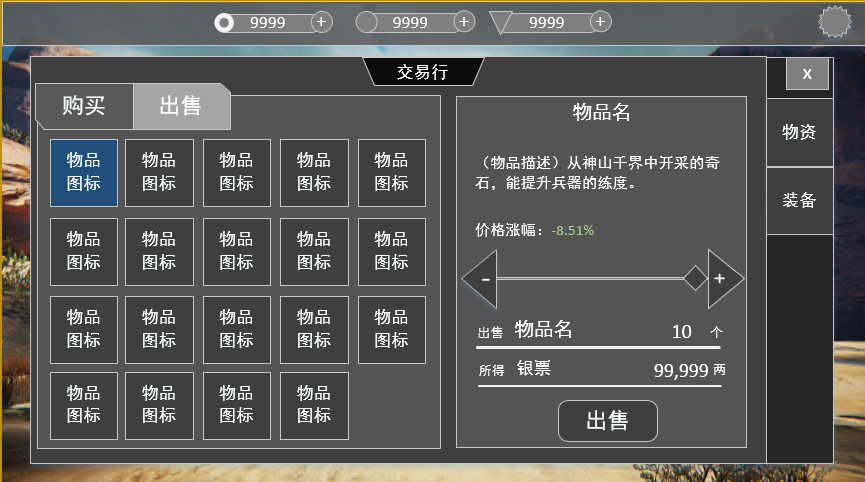 9999 + 9999 + 9999 +
交易行
X
购买 出售
物资
装备
物品 物品 物品 物品 物品
图标 图标 图标 图标 图标
物品 物品 物品 物品 物品
图标 图标 图标 图标 图标
物品 物品 物品 物品 物品
图标 图标 图标 图标 图标
物品 物品 物品 物品
图标 图标 图标 图标
物品名
（物品描述）从神山千界中开采的奇
石，能提升兵器的练度。
价格涨幅：-8.51%
- +
出售 物品名 10 个
所得 银票 99,999 两
出售